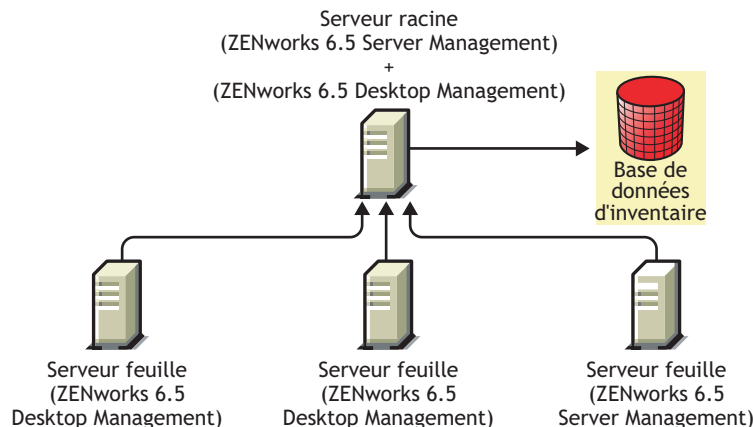 Serveur racine
(ZENworks 6.5 Server Management)
+
(ZENworks 6.5 Desktop Management)
Base de
données
d'inventaire
Serveur feuille
(ZENworks 6.5
Desktop Management)
Serveur feuille
(ZENworks 6.5
Desktop Management)
Serveur feuille
(ZENworks 6.5
Server Management)